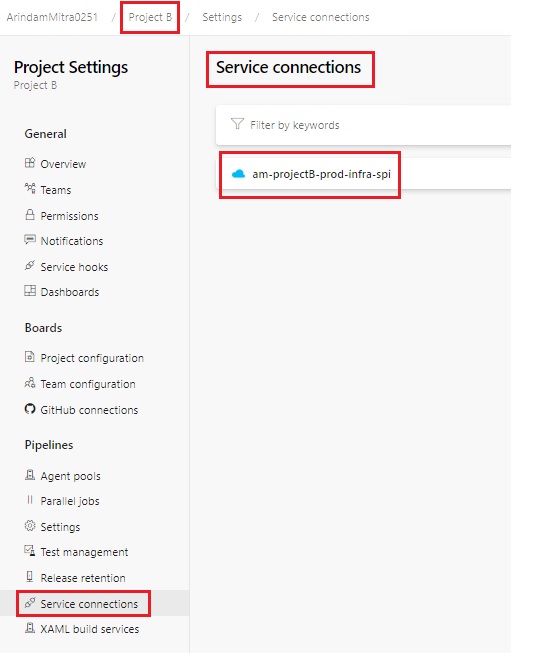 ArindamMitra0251 / Project B / Settings / Service connections
Project Settings
Project B
General
Overview
Teams
Permissions
Notifications
Service hooks
Dashboards
Boards
Project configuration
Team configuration
GitHub connections
Pipelines
Agent pools
Parallel jobs
Settings
Test management
Release retention
Service connections
XAML build services
Service connections
Filter by keywords
am-projectB-prod-infra-spi